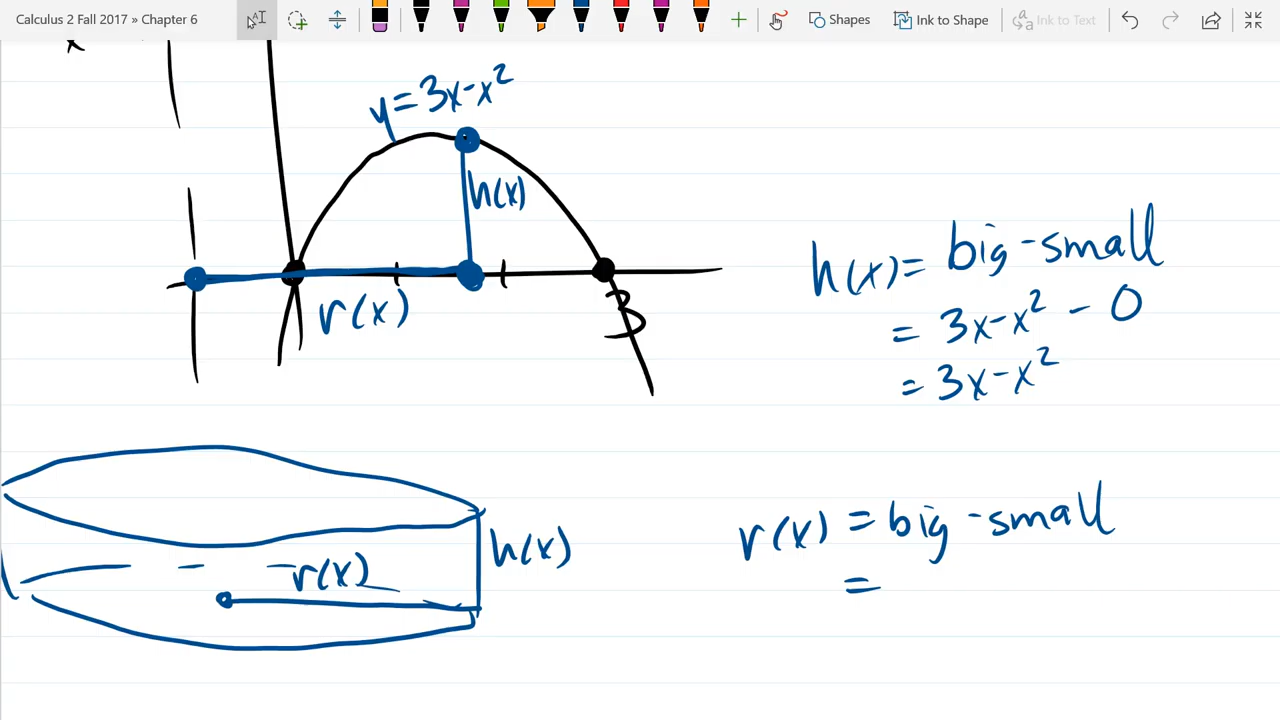 Calculus 2 Fall 2017 » Chapter 6
Shapes
Ink to Shape
Ink to Text
x
y = 3x-x²
h(x)
r(x)
3
h(x) = big - small
= 3x-x² - 0
= 3x-x²
h(x)
r(x)
r(x) = big - small
=